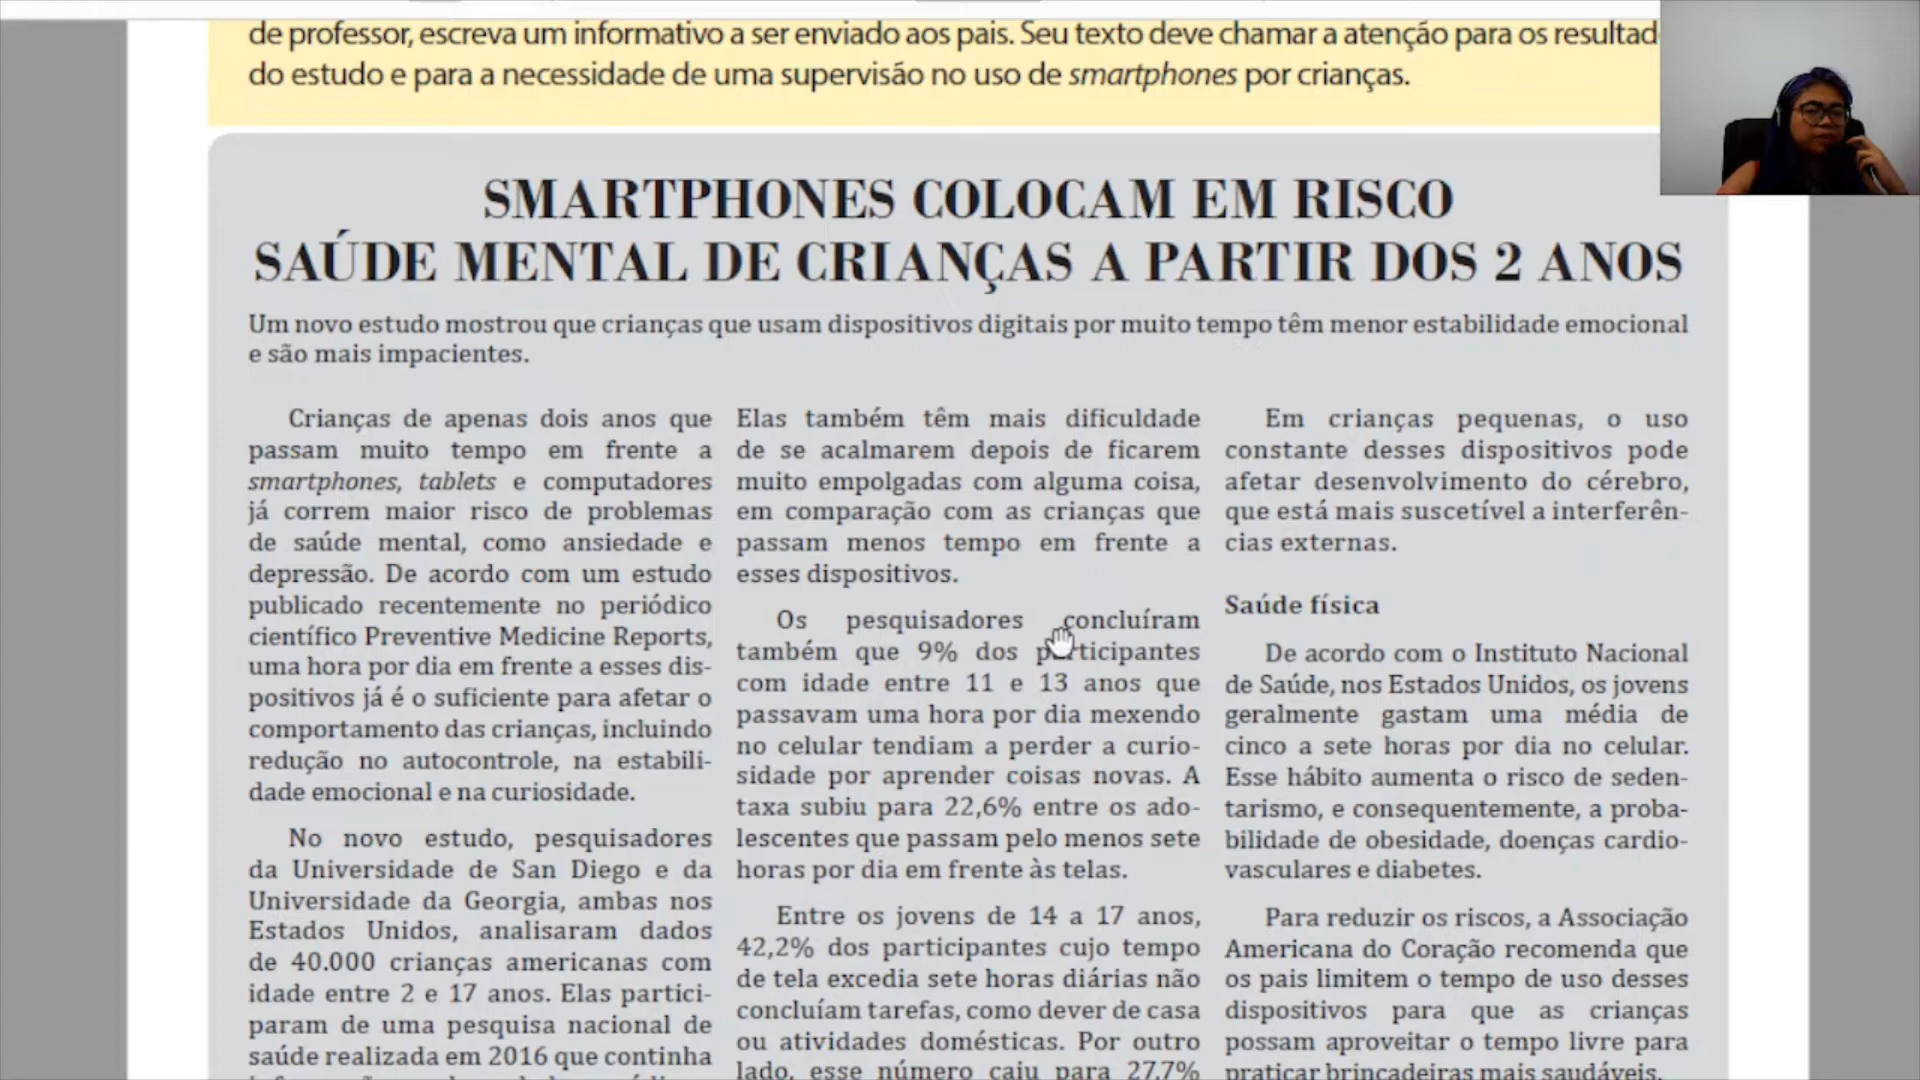 de professor, escreva um informativo a ser enviado aos pais. Seu texto deve chamar a atenção para os resultad
do estudo e para a necessidade de uma supervisão no uso de smartphones por crianças.
SMARTPHONES COLOCAM EM RISCO
SAÚDE MENTAL DE CRIANÇAS A PARTIR DOS 2 ANOS
Um novo estudo mostrou que crianças que usam dispositivos digitais por muito tempo têm menor estabilidade emocional
e são mais impacientes.
Crianças de apenas dois anos que
passam muito tempo em frente a
smartphones, tablets e computadores
já correm maior risco de problemas
de saúde mental, como ansiedade e
depressão. De acordo com um estudo
publicado recentemente no periódico
científico Preventive Medicine Reports,
uma hora por dia em frente a esses dis-
positivos já é o suficiente para afetar o
comportamento das crianças, incluindo
redução no autocontrole, na estabili-
dade emocional e na curiosidade.
No novo estudo, pesquisadores
da Universidade de San Diego e da
Universidade da Georgia, ambas nos
Estados Unidos, analisaram dados
de 40.000 crianças americanas com
idade entre 2 e 17 anos. Elas partici-
param de uma pesquisa nacional de
saúde realizada em 2016 que continha
Elas também têm mais dificuldade
de se acalmarem depois de ficarem
muito empolgadas com alguma coisa,
em comparação com as crianças que
passam menos tempo em frente a
esses dispositivos.
Os pesquisadores concluíram
também que 9% dos participantes
com idade entre 11 e 13 anos que
passavam uma hora por dia mexendo
no celular tendiam a perder a curio-
sidade por aprender coisas novas. A
taxa subiu para 22,6% entre os ado-
lescentes que passam pelo menos sete
horas por dia em frente às telas.
Entre os jovens de 14 a 17 anos,
42,2% dos participantes cujo tempo
de tela excedia sete horas diárias não
concluíam tarefas, como dever de casa
ou atividades domésticas. Por outro
lado, esse número caiu para 27,7%
Em crianças pequenas, o uso
constante desses dispositivos pode
afetar desenvolvimento do cérebro,
que está mais suscetível a interferên-
cias externas.
Saúde física
De acordo com o Instituto Nacional
de Saúde, nos Estados Unidos, os jovens
geralmente gastam uma média de
cinco a sete horas por dia no celular.
Esse hábito aumenta o risco de seden-
tarismo, e consequentemente, a proba-
bilidade de obesidade, doenças cardio-
vasculares e diabetes.
Para reduzir os riscos, a Associação
Americana do Coração recomenda que
os pais limitem o tempo de uso desses
dispositivos para que as crianças
possam aproveitar o tempo livre para
praticar brincadeiras mais saudáveis.